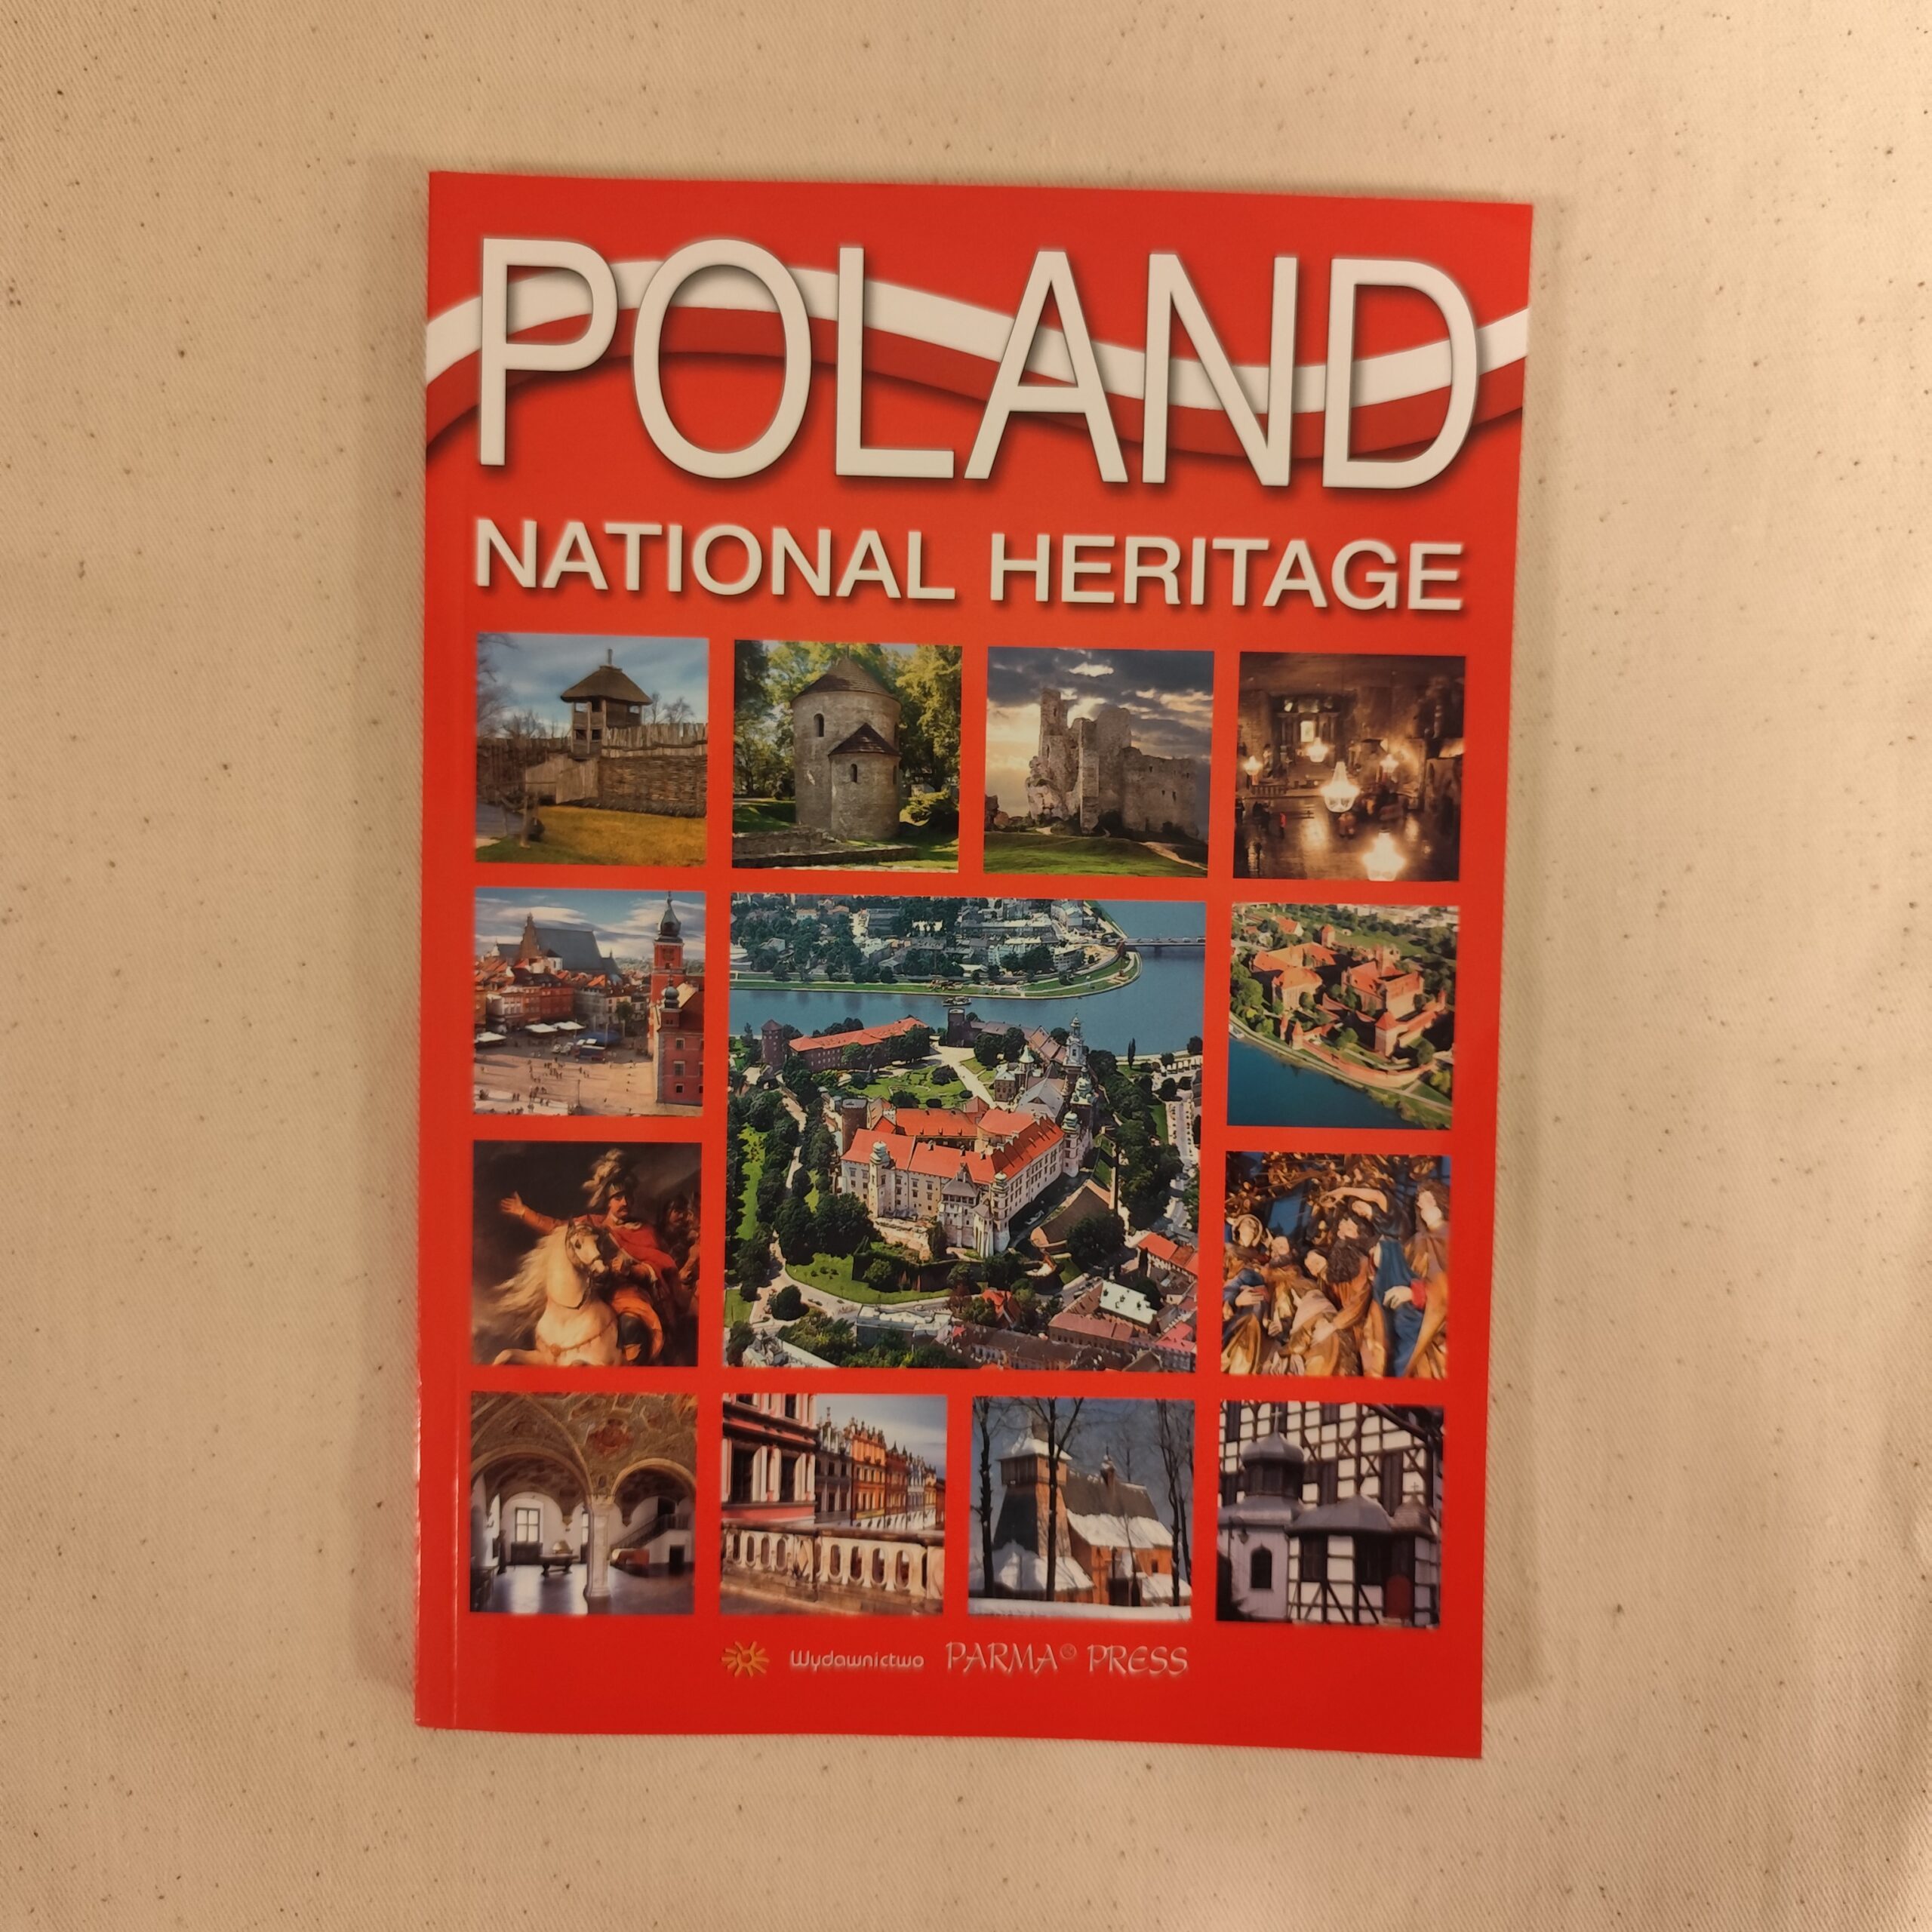 POLAND
NATIONAL HERITAGE
Wydawnictwo PARMA® PRESS